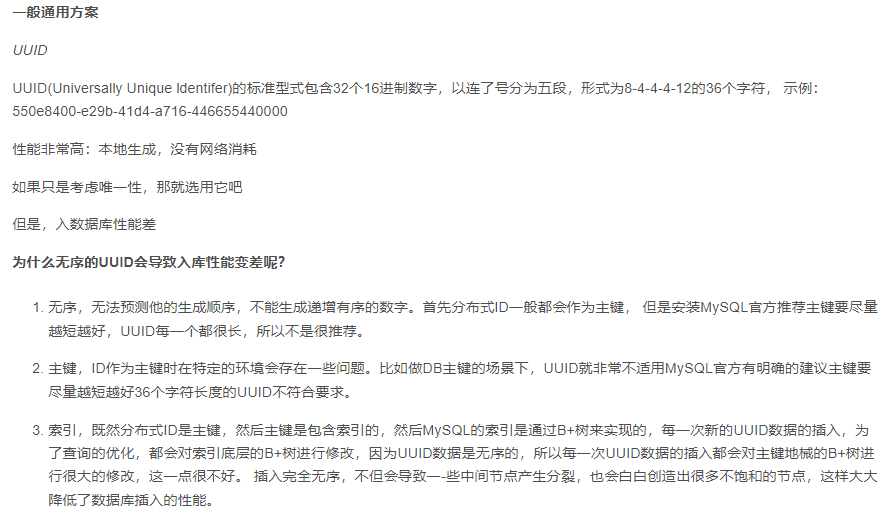 一般通用方案
UUID
UUID(Universally Unique Identifer)的标准型式包含32个16进制数字，以连了号分为五段，形式为8-4-4-4-12的36个字符， 示例：
550e8400-e29b-41d4-a716-446655440000
性能非常高：本地生成，没有网络消耗
如果只是考虑唯一性，那就选用它吧
但是，入数据库性能差
为什么无序的UUID会导致入库性能变差呢?
1. 无序，无法预测他的生成顺序，不能生成递增有序的数字。首先分布式ID一般都会作为主键， 但是安装MySQL官方推荐主键要尽量
越短越好，UUID每一个都很长，所以不是很推荐。
2. 主键，ID作为主键时在特定的环境会存在一些问题。比如做DB主键的场景下，UUID就非常不适用MySQL官方有明确的建议主键要
尽量越短越好36个字符长度的UUID不符合要求。
3. 索引，既然分布式ID是主键，然后主键是包含索引的，然后MySQL的索引是通过B+树来实现的，每一次新的UUID数据的插入，为
了查询的优化，都会对索引底层的B+树进行修改，因为UUID数据是无序的，所以每一次UUID数据的插入都会对主键地械的B+树进
行很大的修改，这一点很不好。 插入完全无序，不但会导致一-些中间节点产生分裂，也会白白创造出很多不饱和的节点，这样大大
降低了数据库插入的性能。